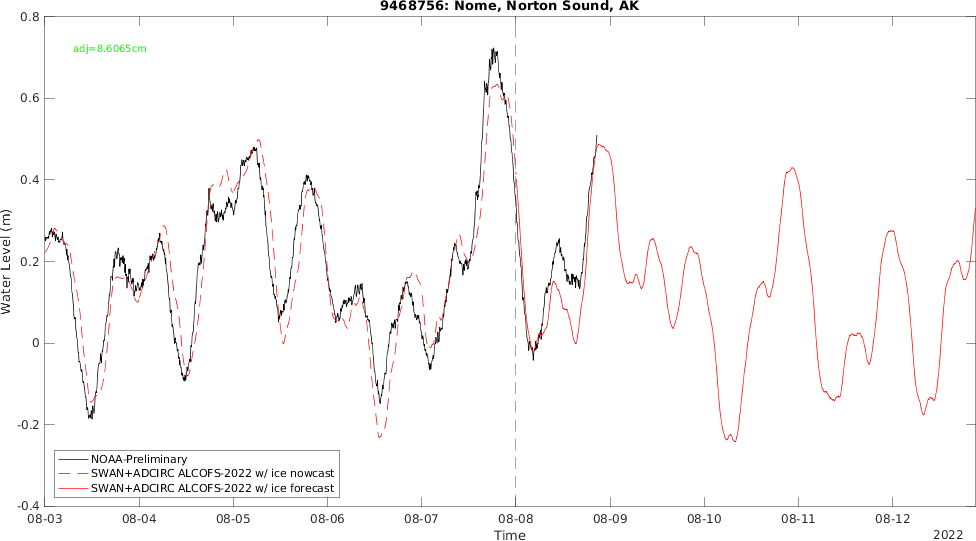 9468756: Nome, Norton Sound, AK
adj=8.6065cm
Water Level (m)
0.8
0.6
0.4
0.2
0
-0.2
-0.4
NOAA-Preliminary
SWAN+ADCIRC ALCOFS-2022 w/ ice nowcast
SWAN+ADCIRC ALCOFS-2022 w/ ice forecast
08-03 08-04 08-05 08-06 08-07 08-08 08-09 08-10 08-11 08-12
Time
2022